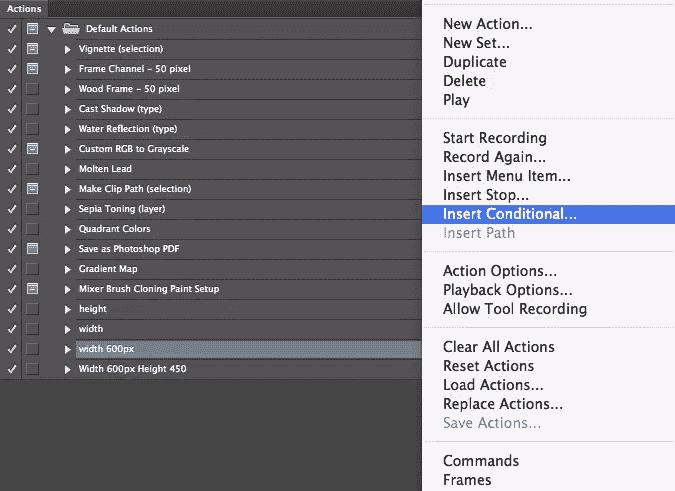 Actions
Default Actions
Vignette (selection)
Frame Channel - 50 pixel
Wood Frame - 50 pixel
Cast Shadow (type)
Water Reflection (type)
Custom RGB to Grayscale
Molten Lead
Make Clip Path (selection)
Sepia Toning (layer)
Quadrant Colors
Save as Photoshop PDF
Gradient Map
Mixer Brush Cloning Paint Setup
height
width
width 600px
Width 600px Height 450
New Action...
New Set...
Duplicate
Delete
Play
Start Recording
Record Again...
Insert Menu Item...
Insert Stop...
Insert Conditional...
Insert Path
Action Options...
Playback Options...
Allow Tool Recording
Clear All Actions
Reset Actions
Load Actions...
Replace Actions...
Save Actions...
Commands
Frames